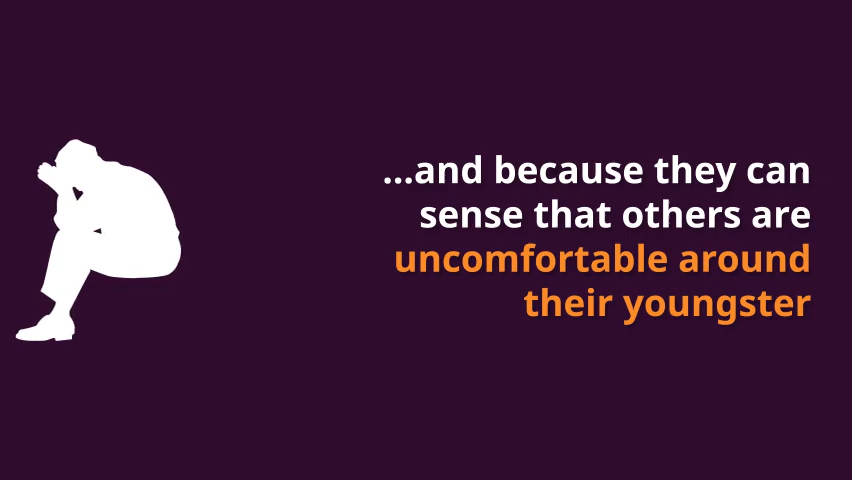 ...and because they can
sense that others are
uncomfortable around
their youngster